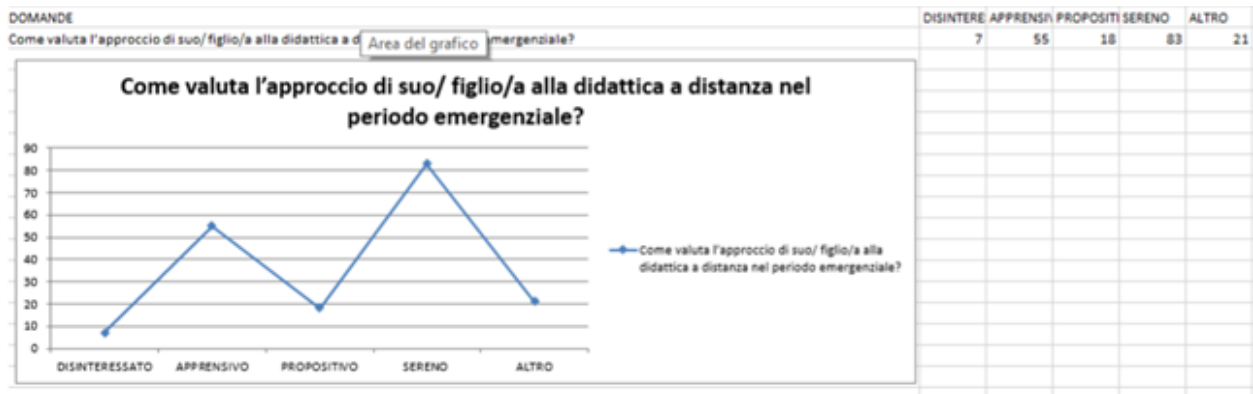 DOMANDE DISINTERE APPRENSIV PROPOSITI SERENO ALTRO
Come valuta l'approccio di suo/ figlio/a alla didattica a d mergenziale? 7 55 18 83 21
Area del grafico
Come valuta l'approccio di suo/ figlio/a alla didattica a distanza nel
periodo emergenziale?
90
80
70
60
50
40
30
20
10
0
DISINTERESSATO APPRENSIVO PROPOSITIVO SERENO ALTRO
Come valuta l'approccio di suo/ figlio/a alla
didattica a distanza nel periodo emergenziale?